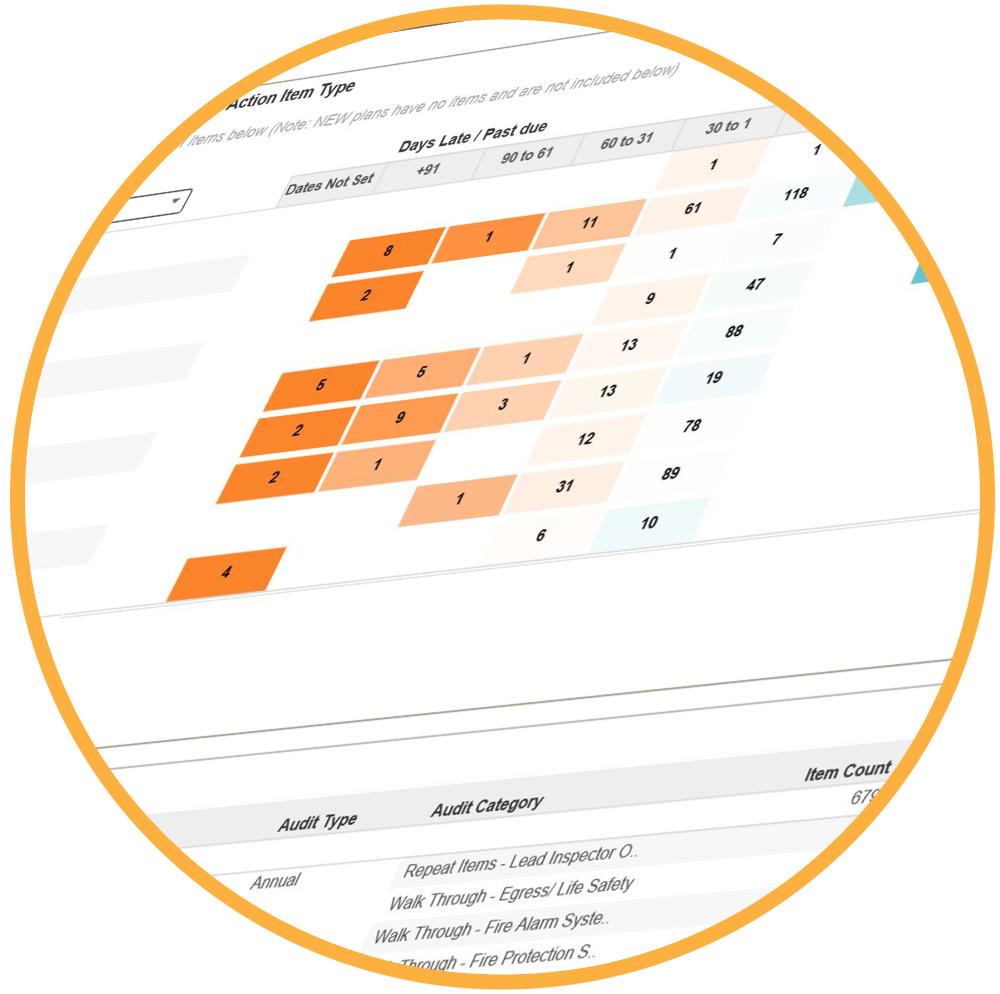 Action Item Type
Items below (Note: NEW plans have no items and are not included below)
Days Late / Past due
Dates Not Set +91 90 to 61 60 to 31 30 to 1
1 1
8 1 11 61 118
2 1 1 7
9 47
5 5 1 13 88
2 9 3 13 19
2 1 12 78
1 31 89
4 6 10
Audit Type Audit Category Item Count
679
Annual Repeat Items - Lead Inspector O..
Walk Through - Egress/ Life Safety
Walk Through - Fire Alarm Syste..
Through - Fire Protection S..